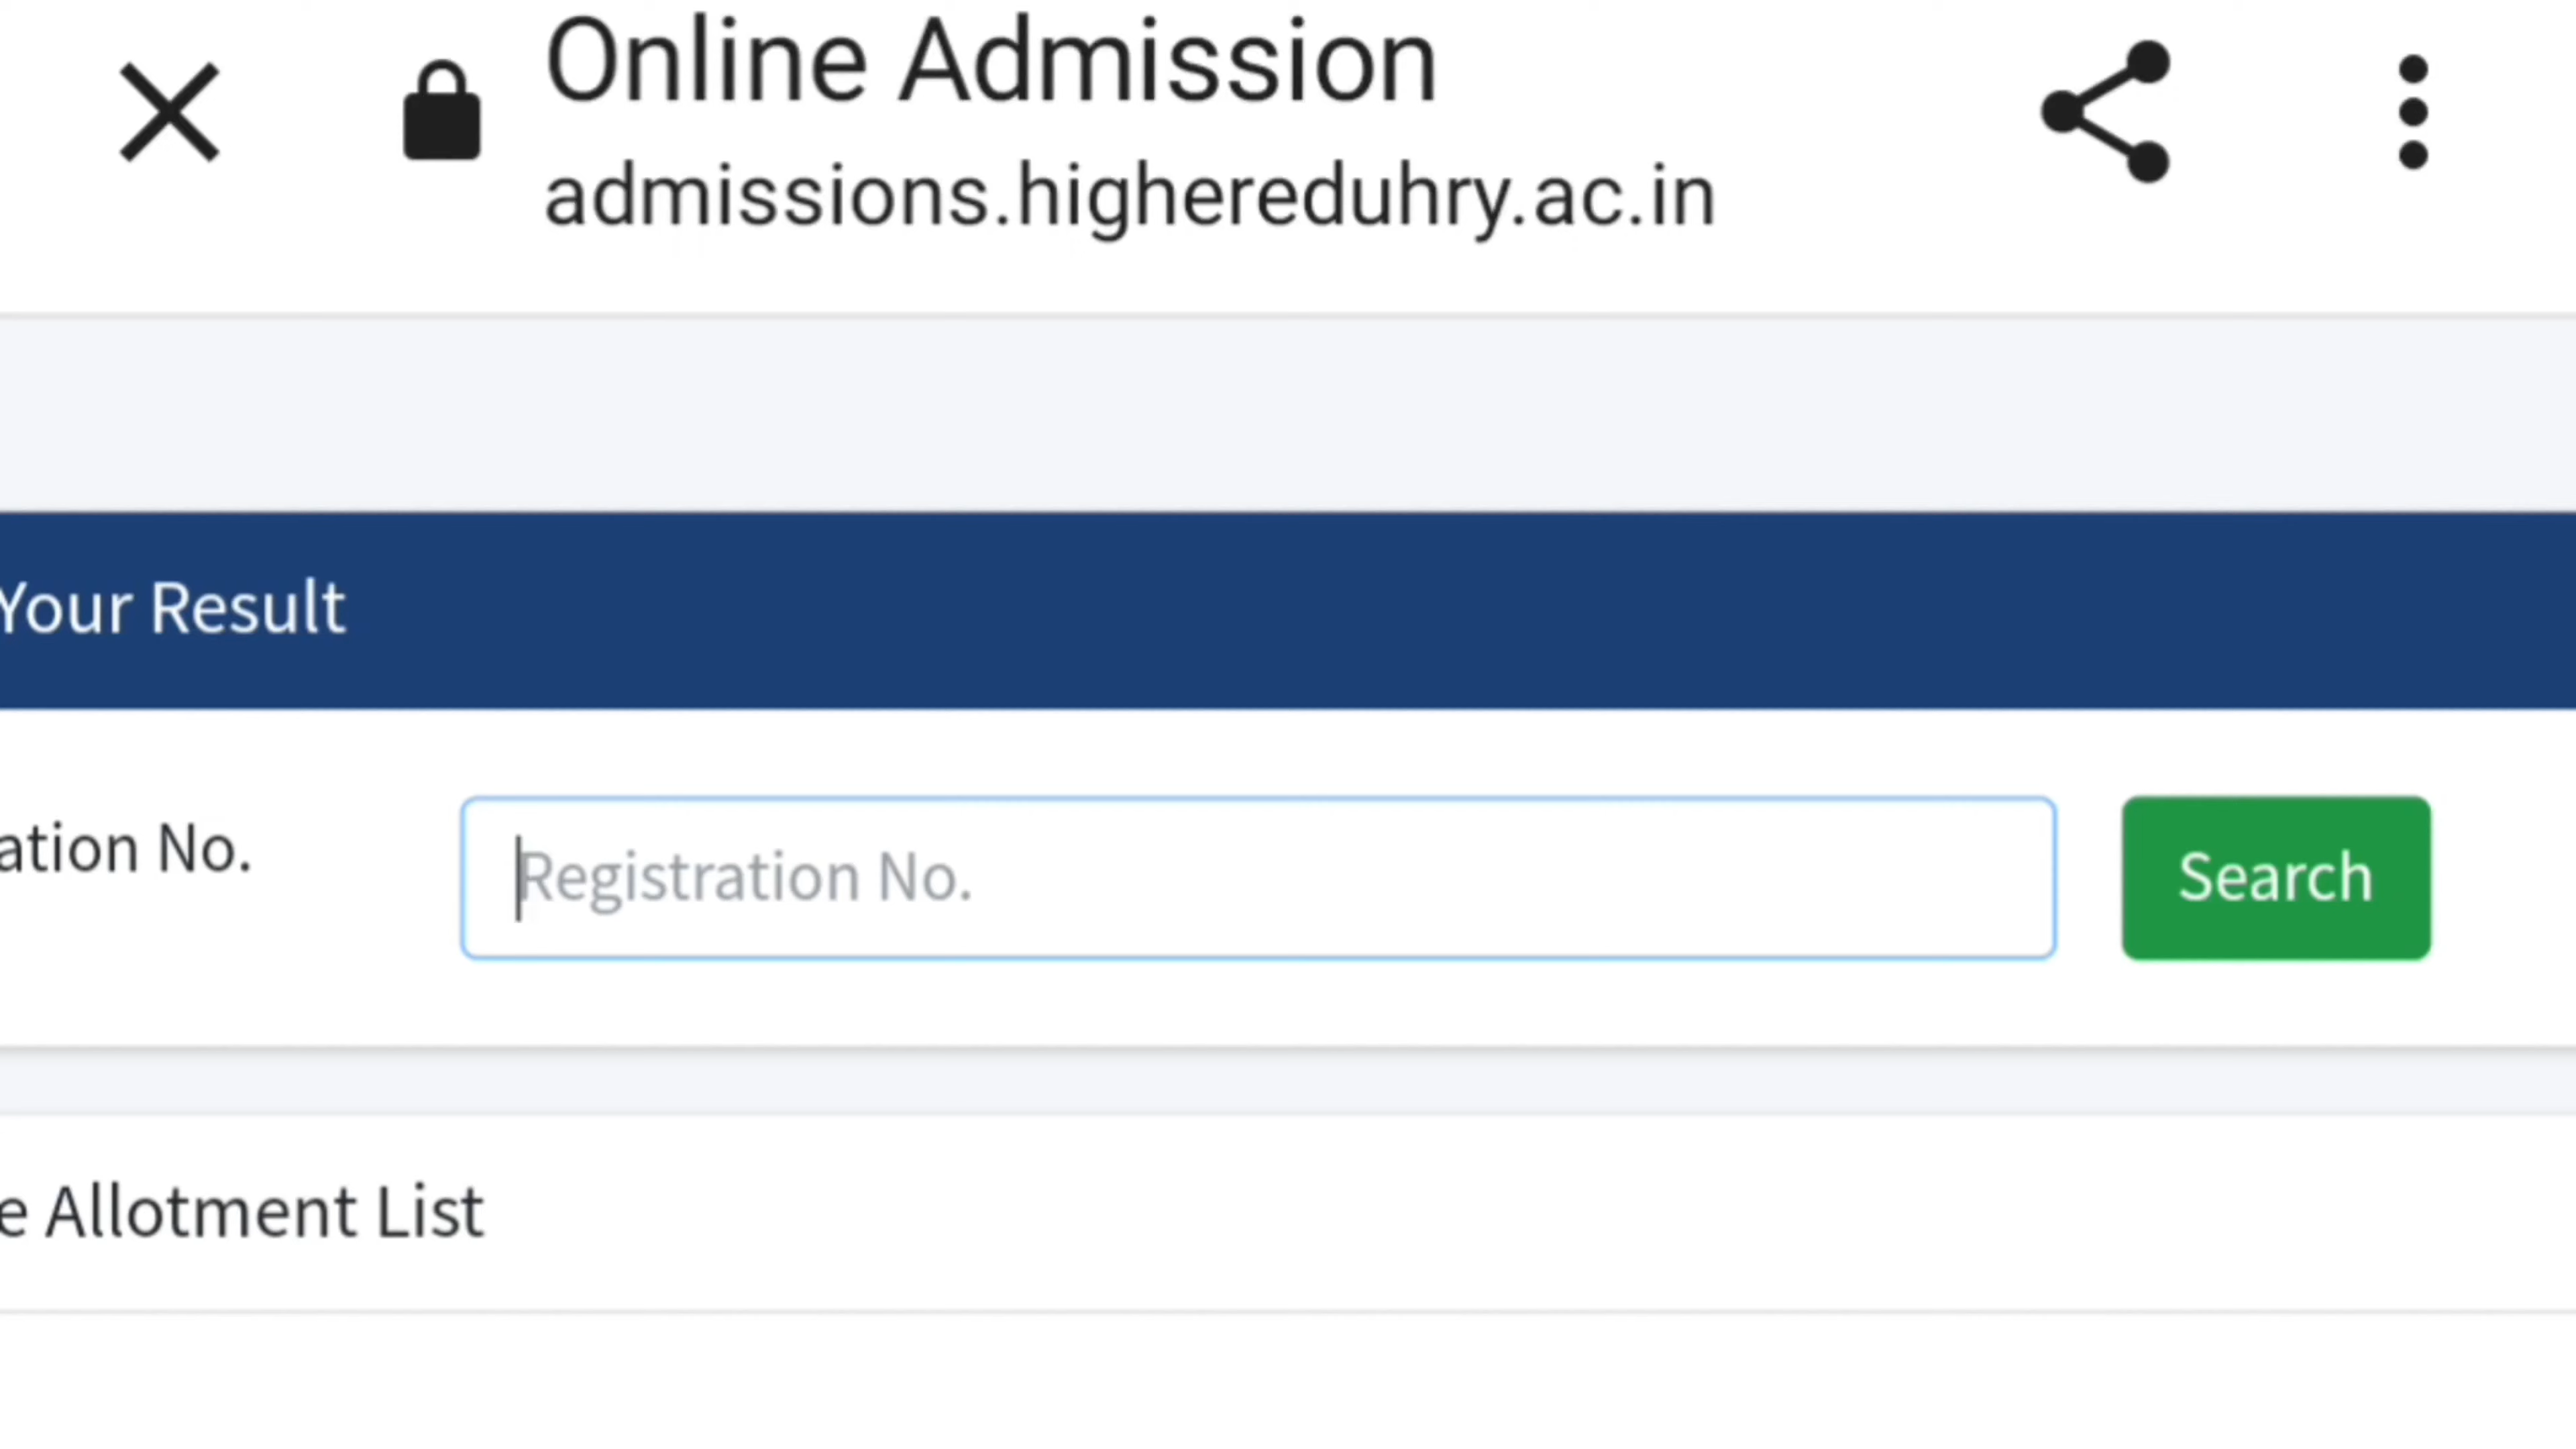 Online Admission
admissions.highereduhry.ac.in
Your Result
ation No.
Registration No.
Search
e Allotment List